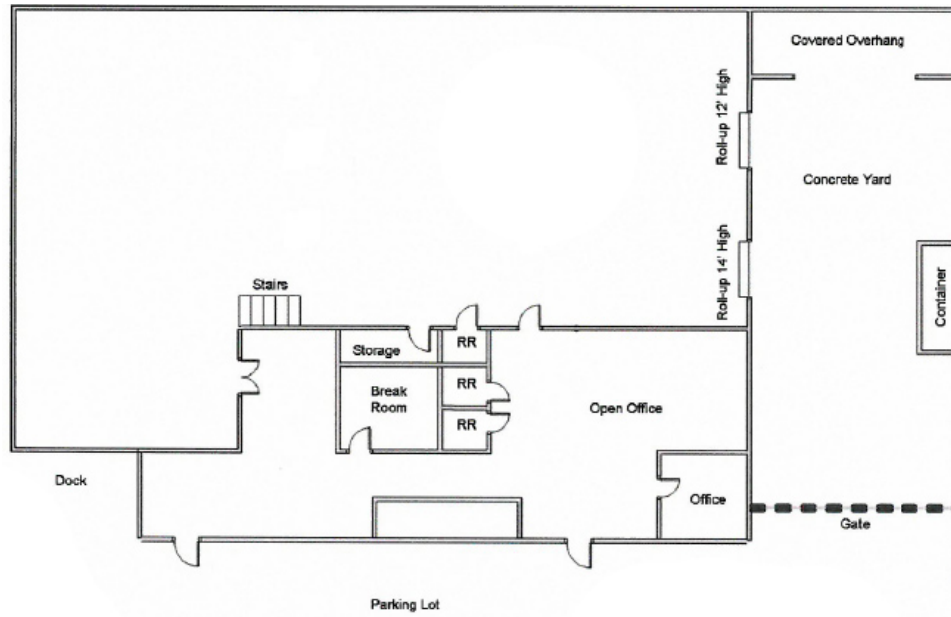 Covered Overhang
Roll-up 12' High
Concrete Yard
Roll-up 14' High
Container
Stairs
Storage
RR
Break
Room
RR
RR
Open Office
Office
Dock
Gate
Parking Lot